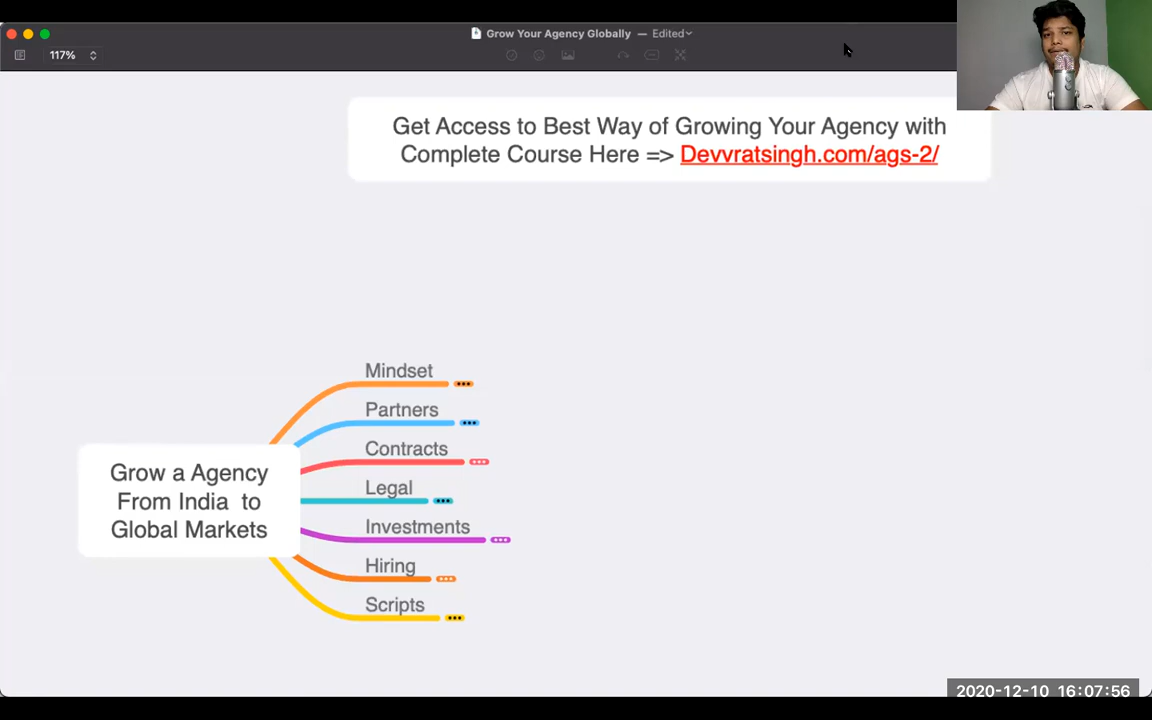 Grow Your Agency Globally — Edited
117%
Get Access to Best Way of Growing Your Agency with
Complete Course Here => Devvratsingh.com/ags-2/
Mindset
Partners
Contracts
Legal
Investments
Hiring
Scripts
Grow a Agency
From India to
Global Markets
2020-12-10 16:07:56